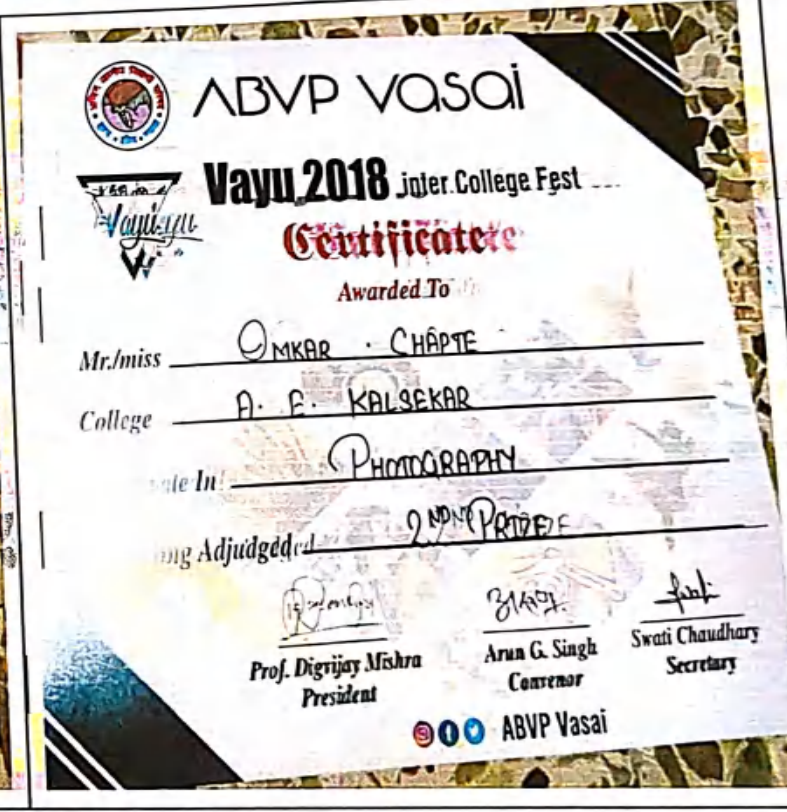 ABVP VASAI
Vayu 2018 inter College Fest
Certificate
Awarded To
Mr./miss OMKAR . CHAPTE
College A. E. KALSEKAR
In PHOTOGRAPHY
Adjudged 2ND PRIZE
Prof. Digvijay Mishra
President
Arun G. Singh
Convenor
Swati Chaudhary
Secretary
ABVP Vasai